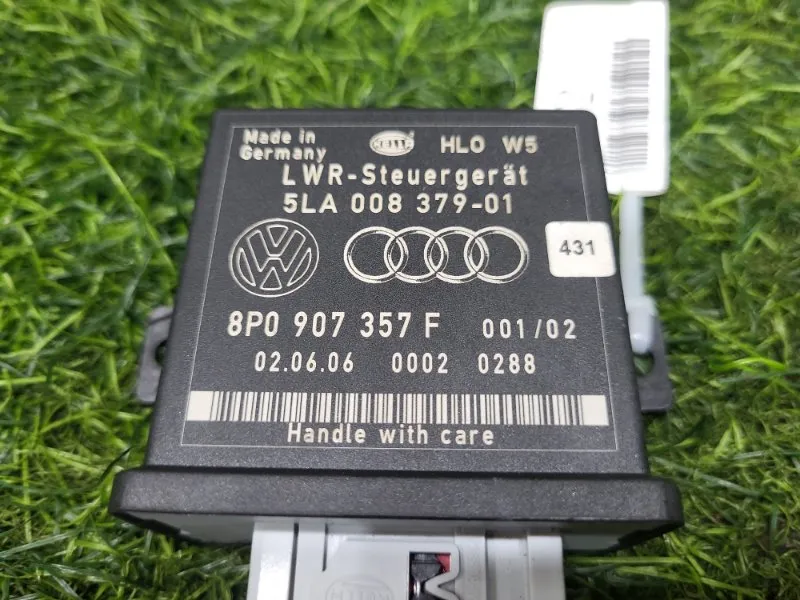 Made in
Germany
HELLA
HLO W5
LWR-Steuergerät
5LA 008 379-01
VW
431
8P0 907 357 F 001/02
02.06.06 0002 0288
Handle with care